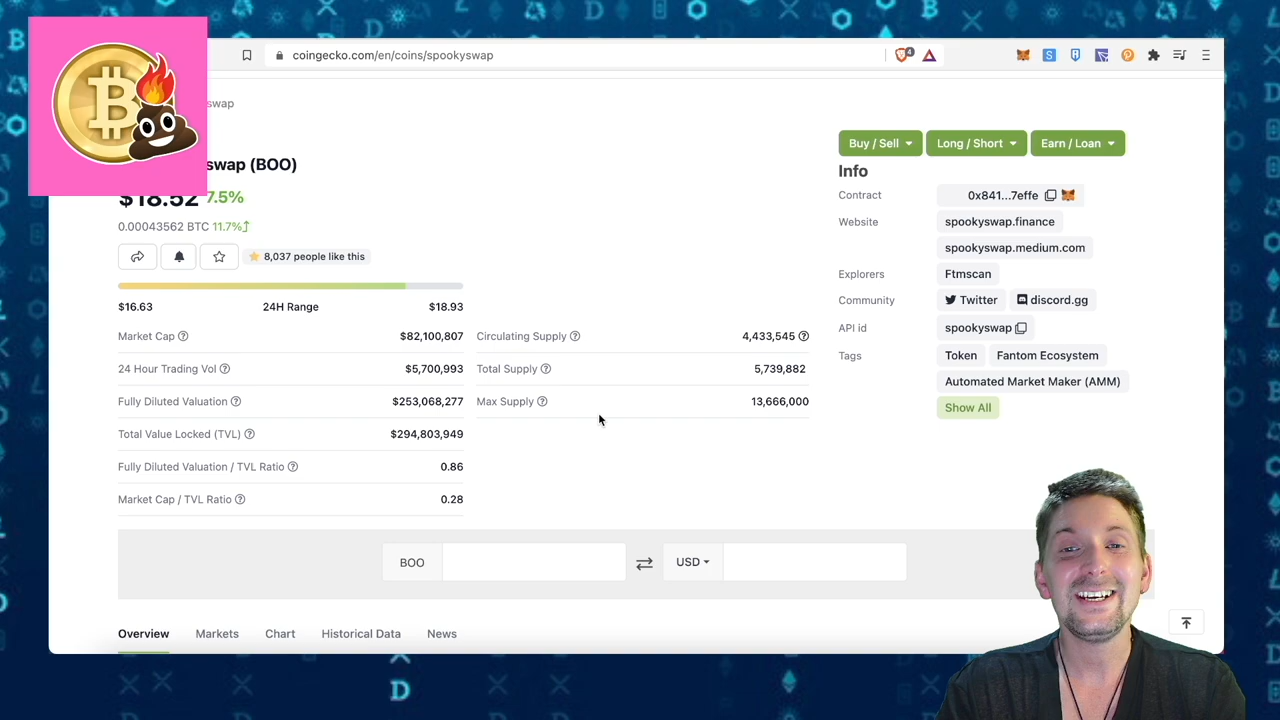 coingecko.com/en/coins/spookyswap
4
swap
swap (BOO)
$18.52 7.5%
0.00043562 BTC 11.7%
8,037 people like this
$16.63 24H Range $18.93
Market Cap $82,100,807
24 Hour Trading Vol $5,700,993
Fully Diluted Valuation $253,068,277
Total Value Locked (TVL) $294,803,949
Fully Diluted Valuation / TVL Ratio 0.86
Market Cap / TVL Ratio 0.28
Circulating Supply 4,433,545
Total Supply 5,739,882
Max Supply 13,666,000
Buy / Sell Long / Short Earn / Loan
Info
Contract 0x841...7effe
Website spookyswap.finance
spookyswap.medium.com
Explorers Ftmscan
Community Twitter discord.gg
API id spookyswap
Tags Token Fantom Ecosystem
Automated Market Maker (AMM)
Show All
BOO USD
Overview Markets Chart Historical Data News